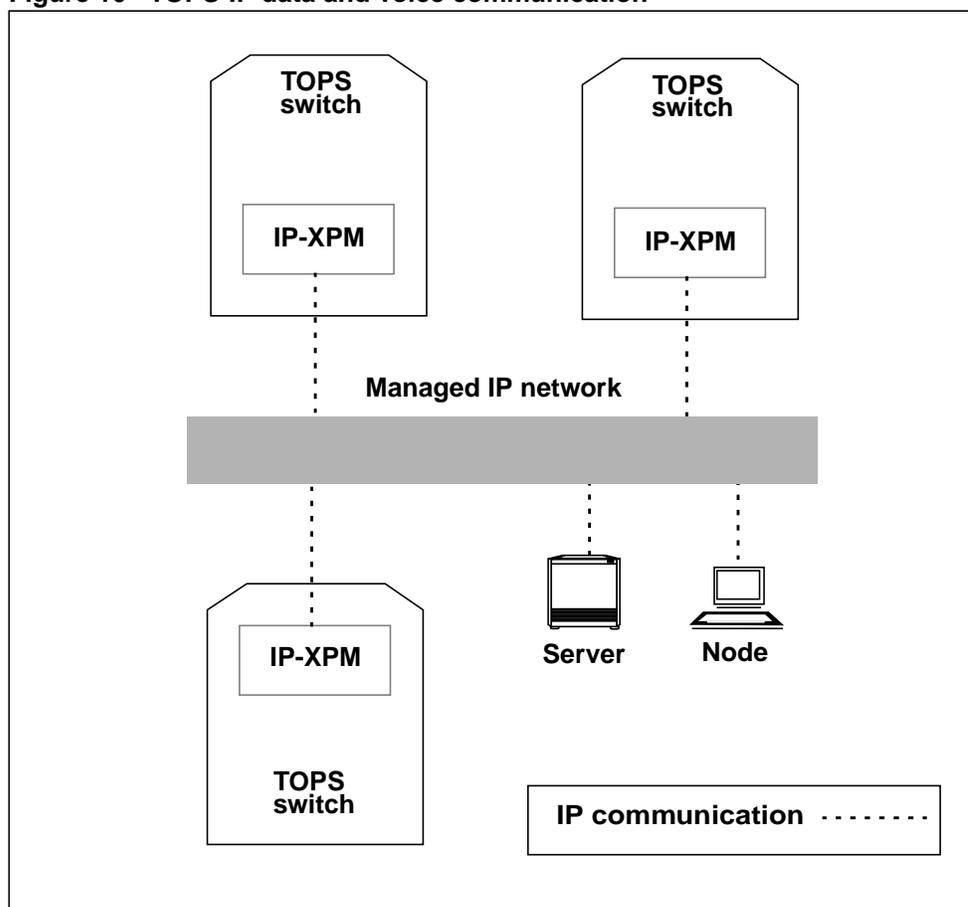 TOPS
switch
IP-XPM
TOPS
switch
IP-XPM
Managed IP network
IP-XPM
TOPS
switch
Server
Node
IP communication